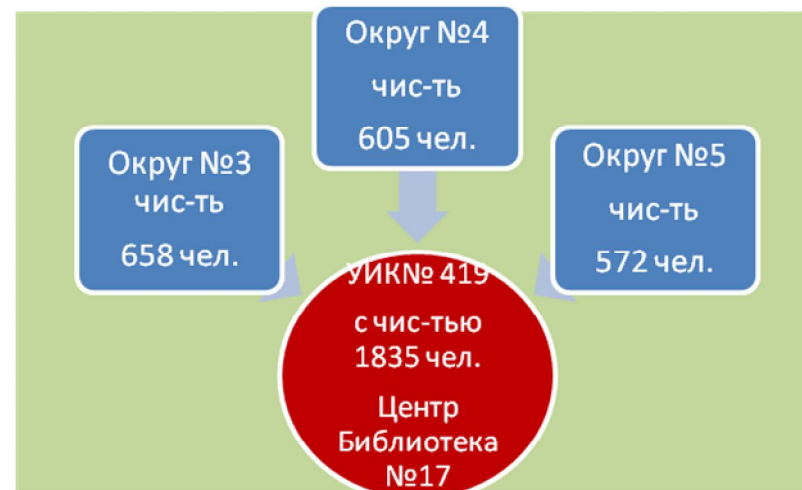 Округ №4
чис-ть
605 чел.
Округ №3
чис-ть
658 чел.
Округ №5
чис-ть
572 чел.
УИК№ 419
с чис-тью
1835 чел.
Центр
Библиотека
№17